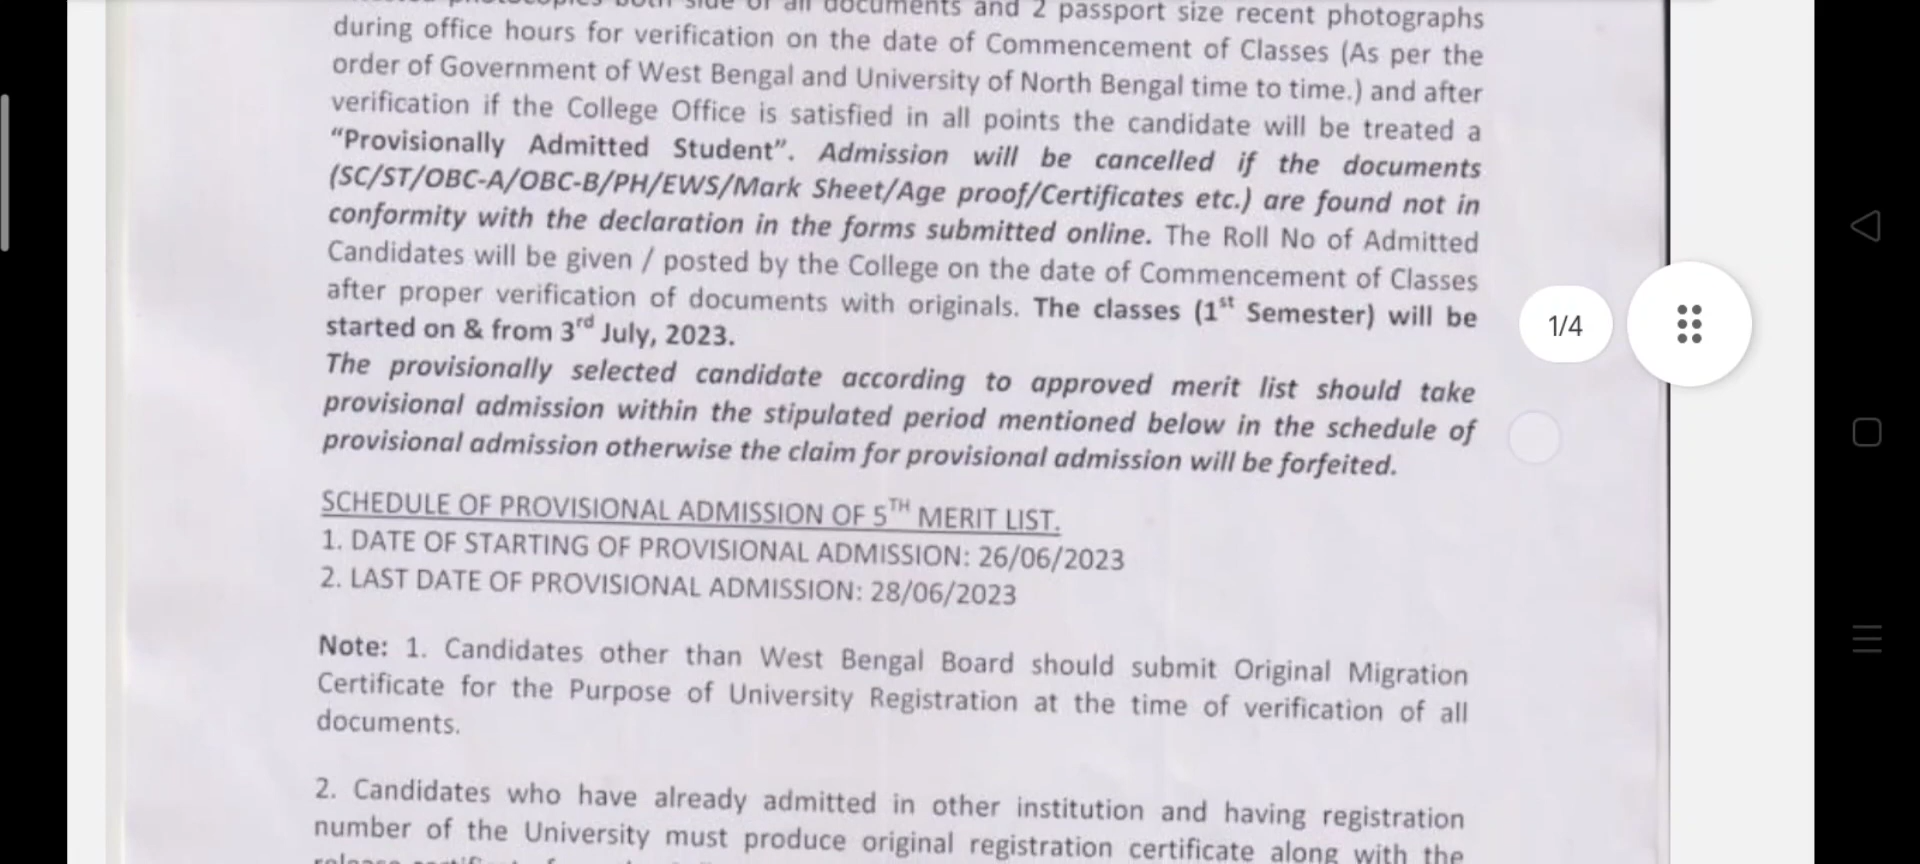 photocopies both side of all documents and 2 passport size recent photographs
during office hours for verification on the date of Commencement of Classes (As per the
order of Government of West Bengal and University of North Bengal time to time.) and after
verification if the College Office is satisfied in all points the candidate will be treated a
“Provisionally Admitted Student”. Admission will be cancelled if the documents
(SC/ST/OBC-A/OBC-B/PH/EWS/Mark Sheet/Age proof/Certificates etc.) are found not in
conformity with the declaration in the forms submitted online. The Roll No of Admitted
Candidates will be given / posted by the College on the date of Commencement of Classes
after proper verification of documents with originals. The classes (1st Semester) will be
started on & from 3rd July, 2023.
The provisionally selected candidate according to approved merit list should take
provisional admission within the stipulated period mentioned below in the schedule of
provisional admission otherwise the claim for provisional admission will be forfeited.
SCHEDULE OF PROVISIONAL ADMISSION OF 5TH MERIT LIST.
1. DATE OF STARTING OF PROVISIONAL ADMISSION: 26/06/2023
2. LAST DATE OF PROVISIONAL ADMISSION: 28/06/2023
Note: 1. Candidates other than West Bengal Board should submit Original Migration
Certificate for the Purpose of University Registration at the time of verification of all
documents.
2. Candidates who have already admitted in other institution and having registration
number of the University must produce original registration certificate along with the
1/4